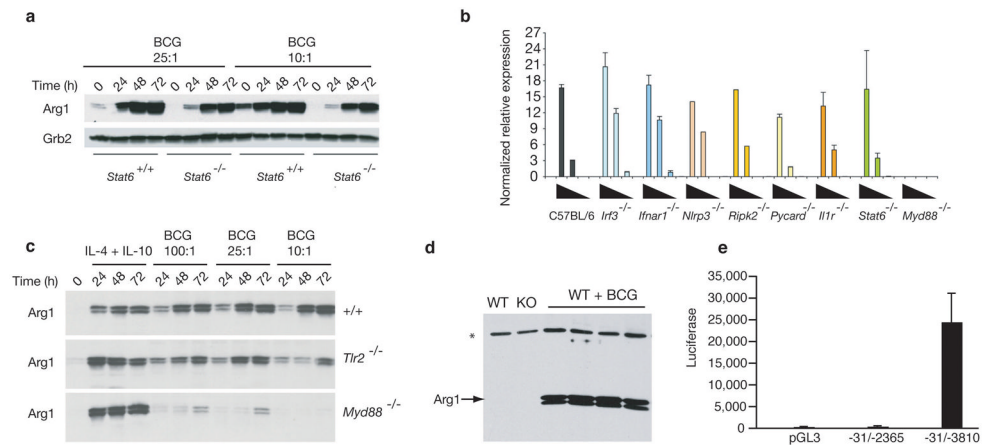 a
BCG
25:1
BCG
10:1
Time (h) 0 24 48 72 0 24 48 72 0 24 48 72 0 24 48 72
Arg1
Grb2
Stat6+/+ Stat6-/- Stat6+/+ Stat6-/-
b
Normalized relative expression
27
24
21
18
15
12
9
6
3
0
C57BL/6 Irf3-/- Ifnar1-/- Nlrp3-/- Ripk2-/- Pycard-/- Il1r-/- Stat6-/- Myd88-/-
c
IL-4 + IL-10
BCG
100:1
BCG
25:1
BCG
10:1
Time (h) 0 24 48 72 24 48 72 24 48 72 24 48 72
Arg1 +/+
Arg1 Tlr2-/-
Arg1 Myd88-/-
d
WT KO WT + BCG
*
Arg1
e
Luciferase
35,000
30,000
25,000
20,000
15,000
10,000
5,000
0
pGL3 -31/-2365 -31/-3810